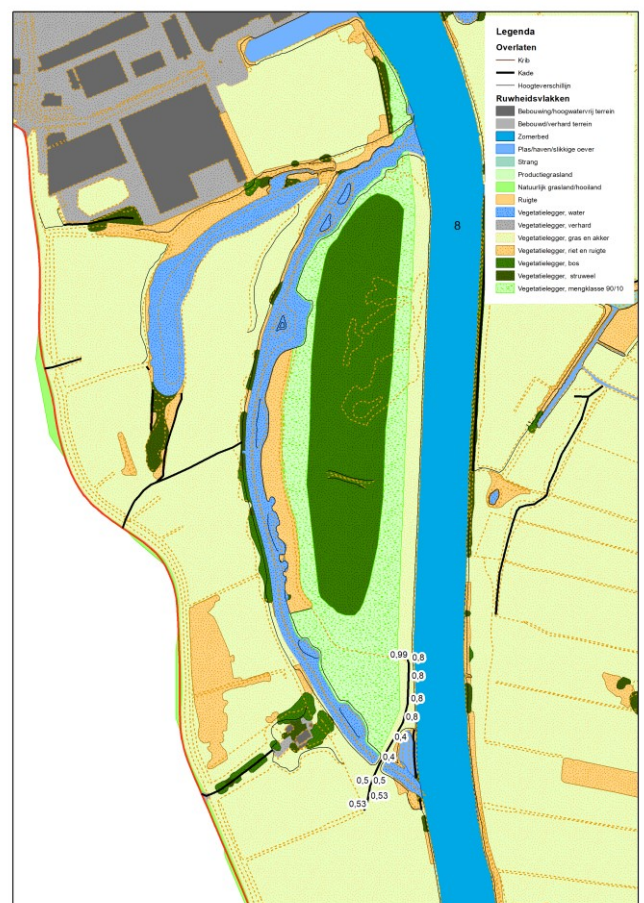 Legenda
Overlaten
Krib
Kade
Hoogteverschillijn
Ruwheidsvlakken
Bebouwing/hoogwatervrij terrein
Bebouwd/verhard terrein
Zomerbed
Plas/haven/slikkige oever
Strang
Productiegrasland
Natuurlijk grasland/hooiland
Ruigte
Vegetatielegger, water
Vegetatielegger, verhard
Vegetatielegger, gras en akker
Vegetatielegger, riet en ruigte
Vegetatielegger, bos
Vegetatielegger, struweel
Vegetatielegger, mengklasse 90/10
8
0,99 0,8
0,8
0,8
0,8
0,4
0,4
0,5 0,5
0,53
0,53